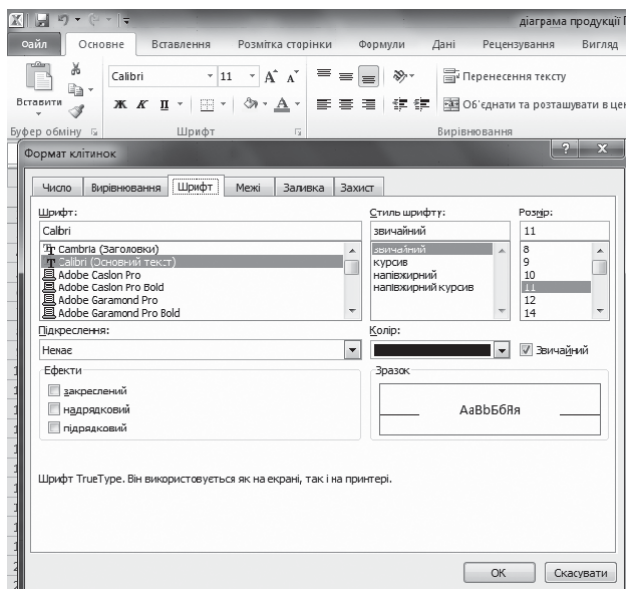 діаграма продукції
Файл Основне Вставлення Розмітка сторінки Формули Дані Рецензування Вигляд
Вставити
Calibri 11 A A
Перенесення тексту
Ж К П А
Об'єднати та розташувати в
Буфер обміну Шрифт Вирівнювання
Формат клітинок
Число Вирівнювання Шрифт Межі Заливка Захист
Шрифт: Стиль шрифту: Розмір:
Calibri звичайний 11
Cambria (Заголовки) звичайний 8
Calibri (Основний текст) курсив 9
Adobe Caslon Pro напівжирний 10
Adobe Caslon Pro Bold напівжирний курсив 11
Adobe Garamond Pro 12
Adobe Garamond Pro Bold 14
Підкреслення: Колір:
Немає Звичайний
Ефекти Зразок
закреслений
надрядковий
підрядковий
АаВbБбЯя
Шрифт TrueType. Він використовується як на екрані, так і на принтері.
ОК Скасувати